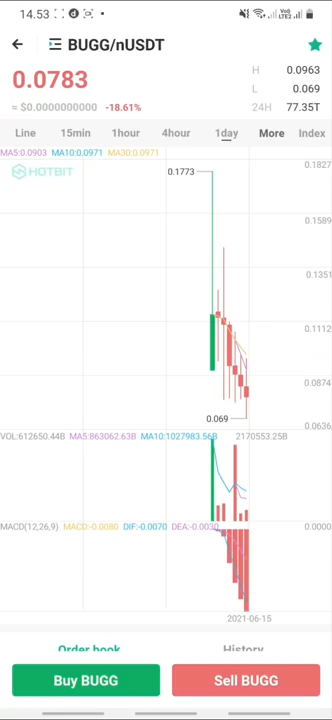 14.53
Voi)
LTE2
BUGG/nUSDT
0.0783
≈ $0.0000000000 -18.61%
H 0.0963
L 0.069
24H 77.35T
Line 15min 1hour 4hour 1day More Index
MA5:0.0903 MA10:0.0971 MA30:0.0971
HOTBIT
0.1827
0.1773
0.1589
0.1351
0.1112
0.0874
0.069
0.0636
VOL:612650.44B MA5:863062.63B MA10:1027983.56B 2170553.25B
MACD(12,26,9) MACD:-0.0080 DIF:-0.0070 DEA:-0.0030 0.0000
2021-06-15
Order book History
Buy BUGG Sell BUGG